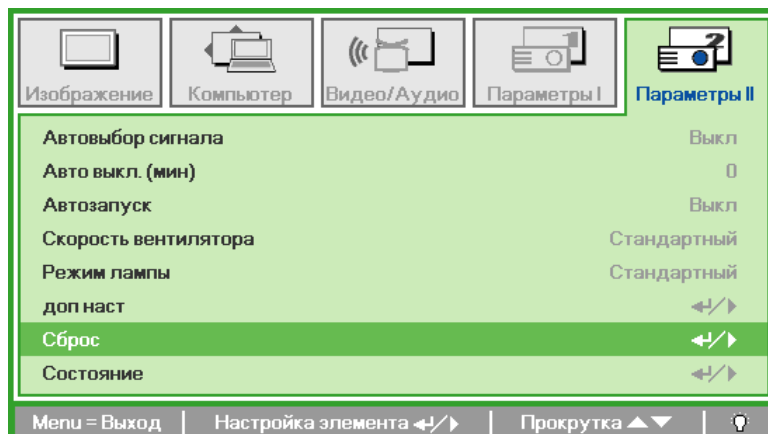 Изображение
Компьютер
Видео/Аудио
Параметры I
Параметры II
Автовыбор сигнала Выкл
Авто выкл. (мин) 0
Автозапуск Выкл
Скорость вентилятора Стандартный
Режим лампы Стандартный
доп наст
Сброс
Состояние
Menu = Выход Настройка элемента Прокрутка